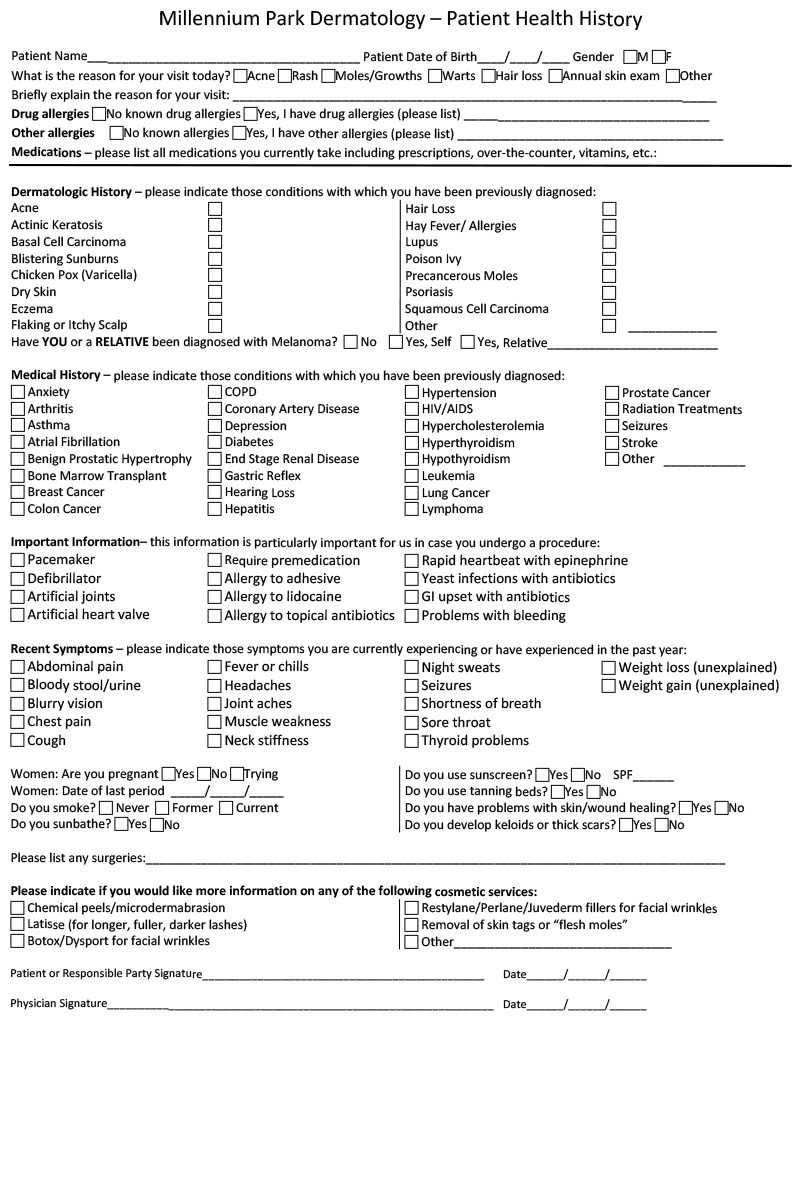 Millennium Park Dermatology – Patient Health History
Patient Name________________________________________ Patient Date of Birth____/____/____ Gender ☐M ☐F
What is the reason for your visit today? ☐Acne ☐Rash ☐Moles/Growths ☐Warts ☐Hair loss ☐Annual skin exam ☐Other
Briefly explain the reason for your visit: ______________________________________________________________________
Drug allergies ☐No known drug allergies ☐Yes, I have drug allergies (please list) ____________________________________
Other allergies ☐No known allergies ☐Yes, I have other allergies (please list) _______________________________________
Medications – please list all medications you currently take including prescriptions, over-the-counter, vitamins, etc.:
Dermatologic History – please indicate those conditions with which you have been previously diagnosed:
Acne ☐ Hair Loss ☐
Actinic Keratosis ☐ Hay Fever/ Allergies ☐
Basal Cell Carcinoma ☐ Lupus ☐
Blistering Sunburns ☐ Poison Ivy ☐
Chicken Pox (Varicella) ☐ Precancerous Moles ☐
Dry Skin ☐ Psoriasis ☐
Eczema ☐ Squamous Cell Carcinoma ☐
Flaking or Itchy Scalp ☐ Other ☐ _____________
Have YOU or a RELATIVE been diagnosed with Melanoma? ☐ No ☐ Yes, Self ☐ Yes, Relative_________________________
Medical History – please indicate those conditions with which you have been previously diagnosed:
☐ Anxiety ☐ COPD ☐ Hypertension ☐ Prostate Cancer
☐ Arthritis ☐ Coronary Artery Disease ☐ HIV/AIDS ☐ Radiation Treatments
☐ Asthma ☐ Depression ☐ Hypercholesterolemia ☐ Seizures
☐ Atrial Fibrillation ☐ Diabetes ☐ Hyperthyroidism ☐ Stroke
☐ Benign Prostatic Hypertrophy ☐ End Stage Renal Disease ☐ Hypothyroidism ☐ Other ____________
☐ Bone Marrow Transplant ☐ Gastric Reflex ☐ Leukemia
☐ Breast Cancer ☐ Hearing Loss ☐ Lung Cancer
☐ Colon Cancer ☐ Hepatitis ☐ Lymphoma
Important Information– this information is particularly important for us in case you undergo a procedure:
☐ Pacemaker ☐ Require premedication ☐ Rapid heartbeat with epinephrine
☐ Defibrillator ☐ Allergy to adhesive ☐ Yeast infections with antibiotics
☐ Artificial joints ☐ Allergy to lidocaine ☐ GI upset with antibiotics
☐ Artificial heart valve ☐ Allergy to topical antibiotics ☐ Problems with bleeding
Recent Symptoms – please indicate those symptoms you are currently experiencing or have experienced in the past year:
☐ Abdominal pain ☐ Fever or chills ☐ Night sweats ☐ Weight loss (unexplained)
☐ Bloody stool/urine ☐ Headaches ☐ Seizures ☐ Weight gain (unexplained)
☐ Blurry vision ☐ Joint aches ☐ Shortness of breath
☐ Chest pain ☐ Muscle weakness ☐ Sore throat
☐ Cough ☐ Neck stiffness ☐ Thyroid problems
Women: Are you pregnant ☐Yes ☐No ☐Trying Do you use sunscreen? ☐Yes ☐No SPF______
Women: Date of last period _____/_____/_____ Do you use tanning beds? ☐Yes ☐No
Do you smoke? ☐ Never ☐ Former ☐ Current Do you have problems with skin/wound healing? ☐Yes ☐No
Do you sunbathe? ☐Yes ☐No Do you develop keloids or thick scars? ☐Yes ☐No
Please list any surgeries:_____________________________________________________________________________________
Please indicate if you would like more information on any of the following cosmetic services:
☐ Chemical peels/microdermabrasion ☐ Restylane/Perlane/Juvederm fillers for facial wrinkles
☐ Latisse (for longer, fuller, darker lashes) ☐ Removal of skin tags or “flesh moles”
☐ Botox/Dysport for facial wrinkles ☐ Other________________________________
Patient or Responsible Party Signature____________________________________________ Date______/______/______
Physician Signature____________________________________________________________ Date______/______/______